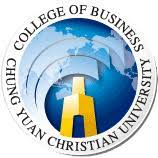 COLLEGE OF BUSINESS
CHUNG YUAN CHRISTIAN UNIVERSITY